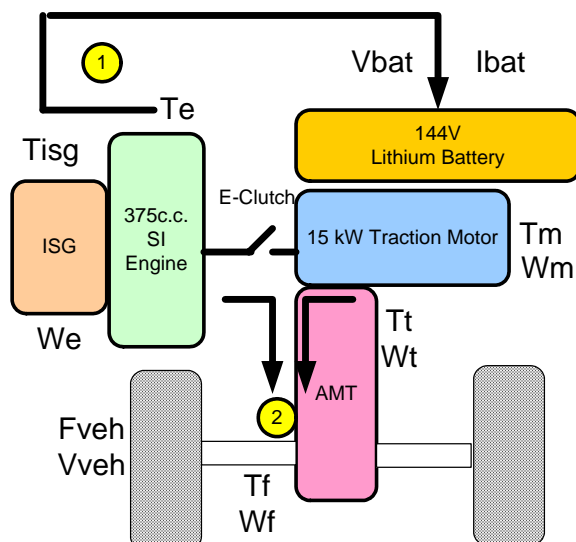 1
Te
Vbat Ibat
144V
Lithium Battery
Tisg
ISG
We
375c.c.
SI
Engine
E-Clutch
15 kW Traction Motor
Tm
Wm
Tt
Wt
AMT
2
Fveh
Vveh
Tf
Wf